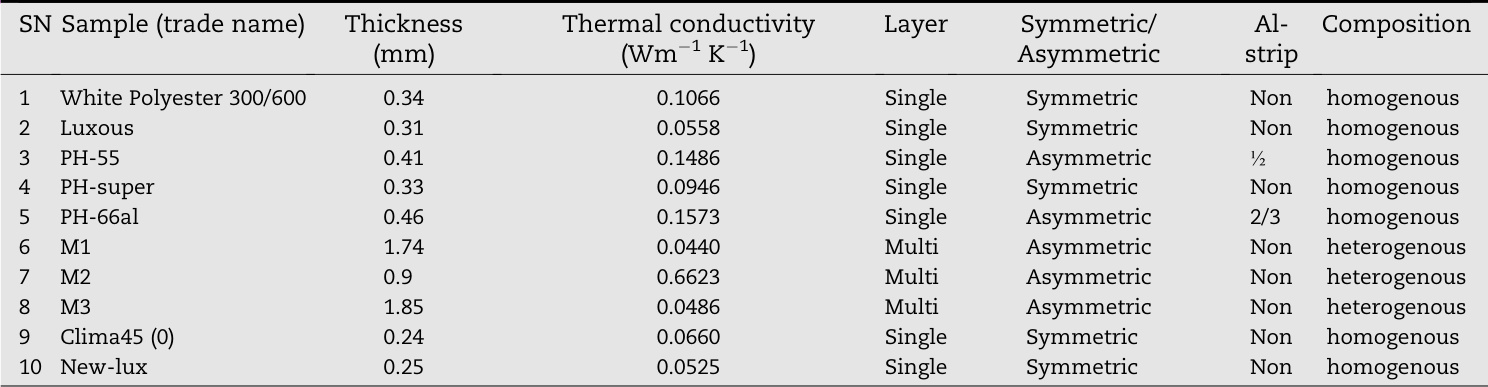 SN Sample (trade name) Thickness Thermal conductivity Layer Symmetric/ Al- Composition
(mm) (Wm⁻¹ K⁻¹) Asymmetric strip
1 White Polyester 300/600 0.34 0.1066 Single Symmetric Non homogenous
2 Luxous 0.31 0.0558 Single Symmetric Non homogenous
3 PH-55 0.41 0.1486 Single Asymmetric ½ homogenous
4 PH-super 0.33 0.0946 Single Symmetric Non homogenous
5 PH-66al 0.46 0.1573 Single Asymmetric 2/3 homogenous
6 M1 1.74 0.0440 Multi Asymmetric Non heterogenous
7 M2 0.9 0.6623 Multi Asymmetric Non heterogenous
8 M3 1.85 0.0486 Multi Asymmetric Non heterogenous
9 Clima45 (0) 0.24 0.0660 Single Symmetric Non homogenous
10 New-lux 0.25 0.0525 Single Symmetric Non homogenous